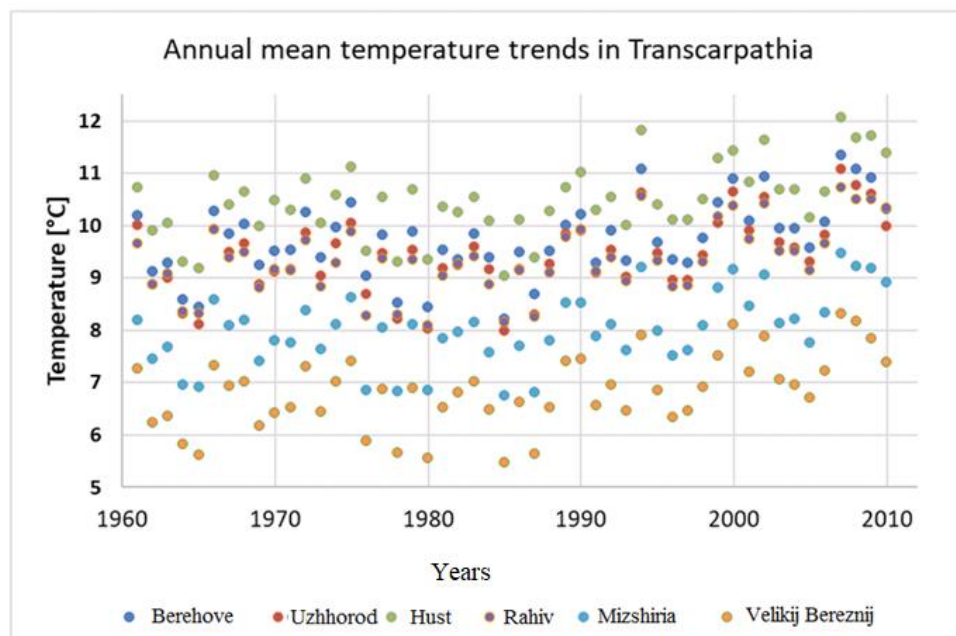 Annual mean temperature trends in Transcarpathia
Temperature [°C]
12
11
10
9
8
7
6
5
1960 1970 1980 1990 2000 2010
Years
Berehove Uzhhorod Hust Rahiv Mizshiria Velikij Bereznij